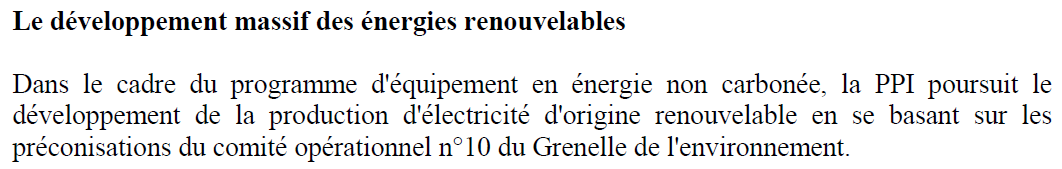 Le développement massif des énergies renouvelables
Dans le cadre du programme d'équipement en énergie non carbonée, la PPI poursuit le
développement de la production d'électricité d'origine renouvelable en se basant sur les
préconisations du comité opérationnel n°10 du Grenelle de l'environnement.